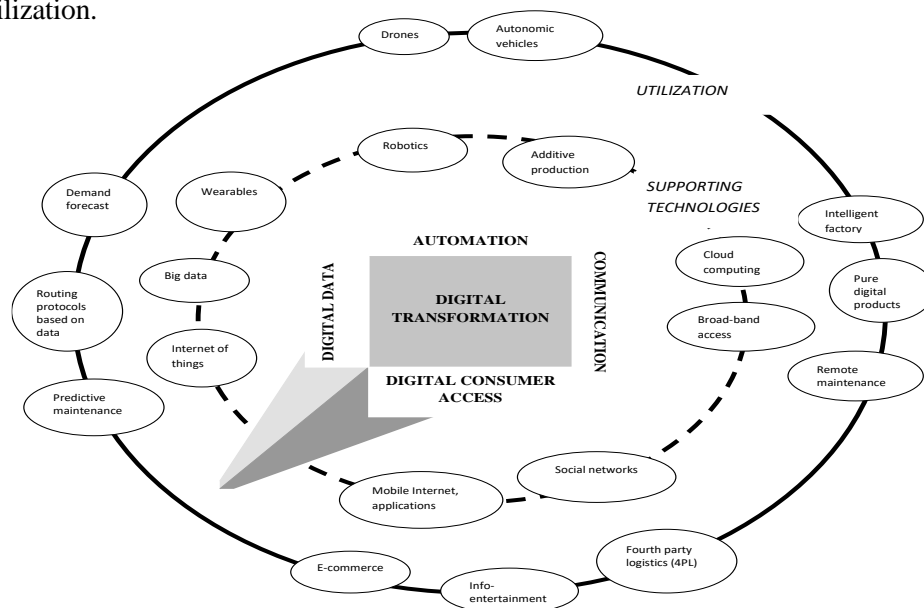 ilization.
Drones
Autonomic
vehicles
UTILIZATION
Robotics
Additive
production
SUPPORTING
TECHNOLOGIES
Wearables
Demand
forecast
Intelligent
factory
AUTOMATION
Cloud
computing
Big data
Routing
protocols
based on
data
DIGITAL DATA
DIGITAL
TRANSFORMATION
COMMUNICATION
Pure
digital
products
Broad-band
access
Internet of
things
Remote
maintenance
DIGITAL CONSUMER
ACCESS
Predictive
maintenance
Social networks
Mobile Internet,
applications
Fourth party
logistics (4PL)
E-commerce
Info-
entertainment